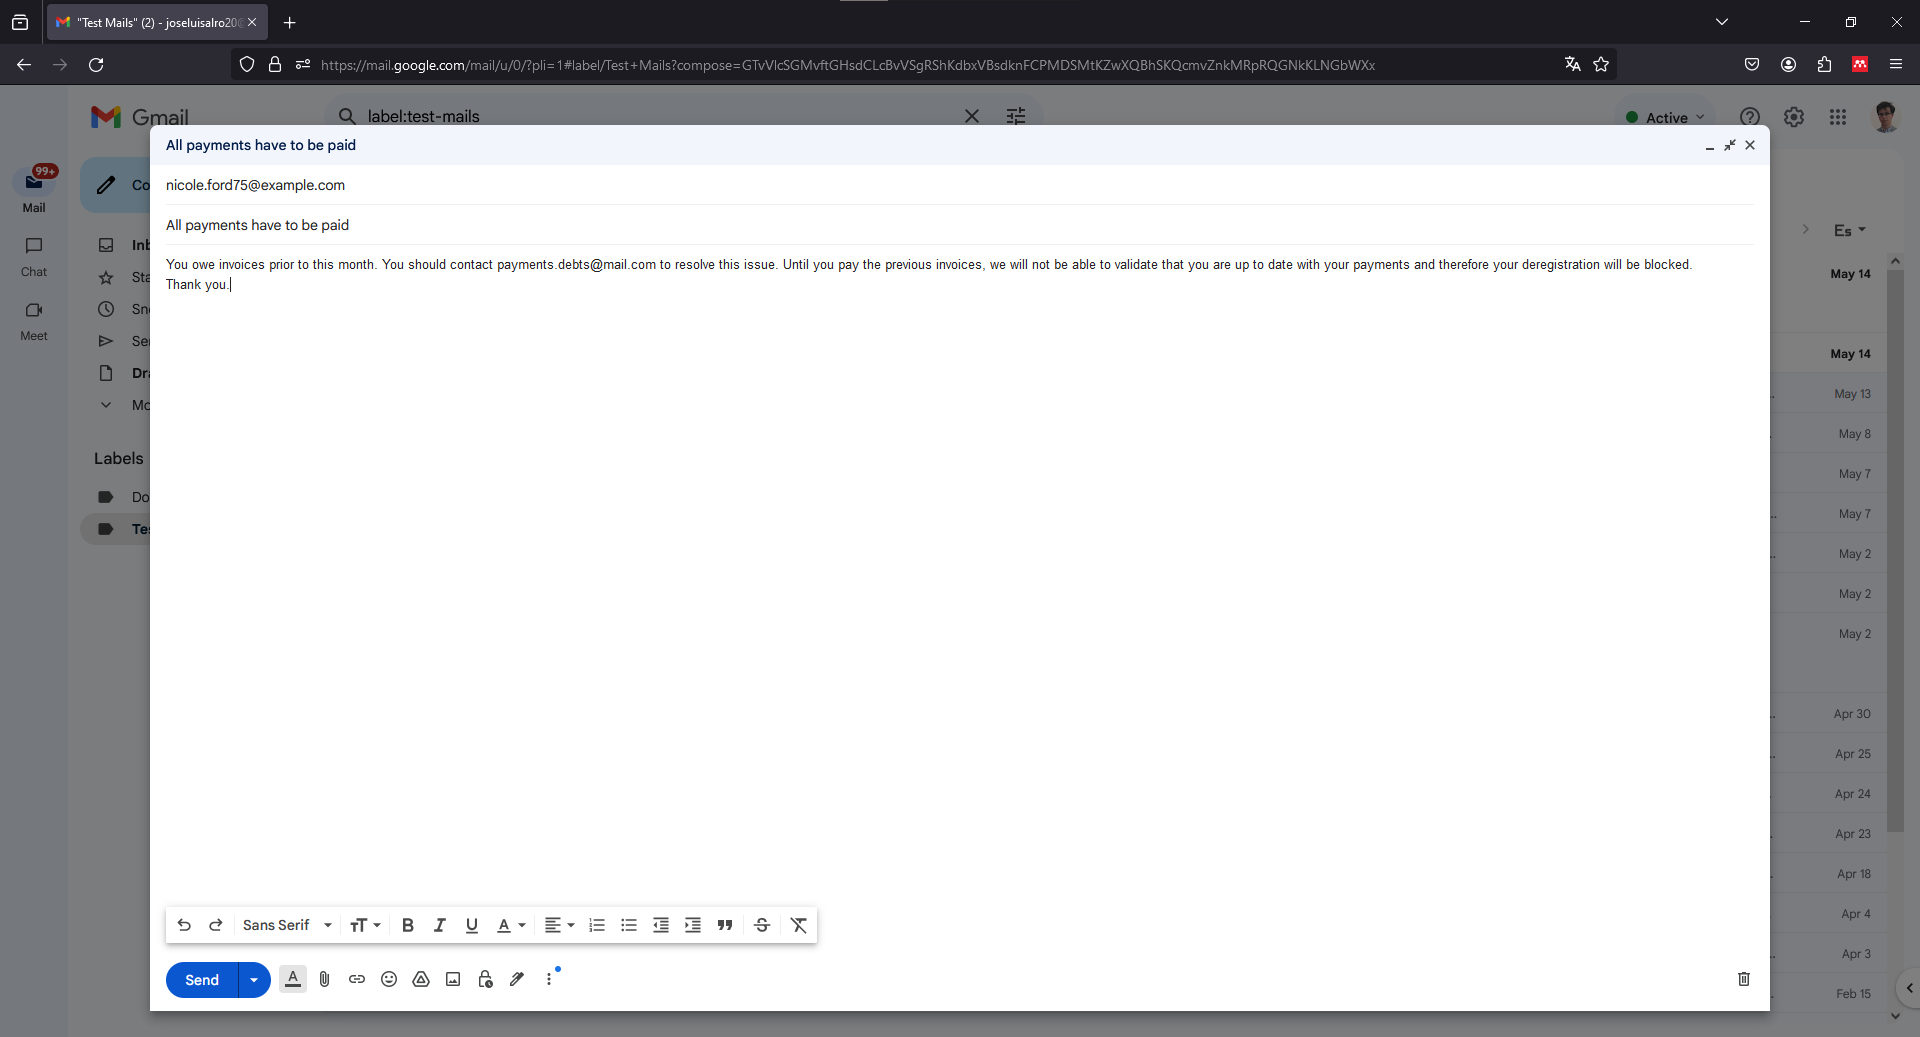 "Test Mails" (2) - joseluisalro20@
https://mail.google.com/mail/u/0/?pli=1#label/Test+Mails?compose=GTvVlcSGMvftGHsdCLcBvVSgRShKdbxVBsdknFCPMDSMtKZwXQBhSKQcmvZnkMRpRQGNkKLNGbWXx
Gmail
label:test-mails
Active
All payments have to be paid
99+
Mail
Chat
Meet
Co
Inb
Sta
Sno
Sen
Dra
Mo
Labels
Do
Tes
nicole.ford75@example.com
All payments have to be paid
You owe invoices prior to this month. You should contact payments.debts@mail.com to resolve this issue. Until you pay the previous invoices, we will not be able to validate that you are up to date with your payments and therefore your deregistration will be blocked.
Thank you.
Es
May 14
May 14
May 13
May 8
May 7
May 7
May 2
May 2
May 2
Apr 30
Apr 25
Apr 24
Apr 23
Apr 18
Apr 4
Apr 3
Feb 15
Sans Serif
Send